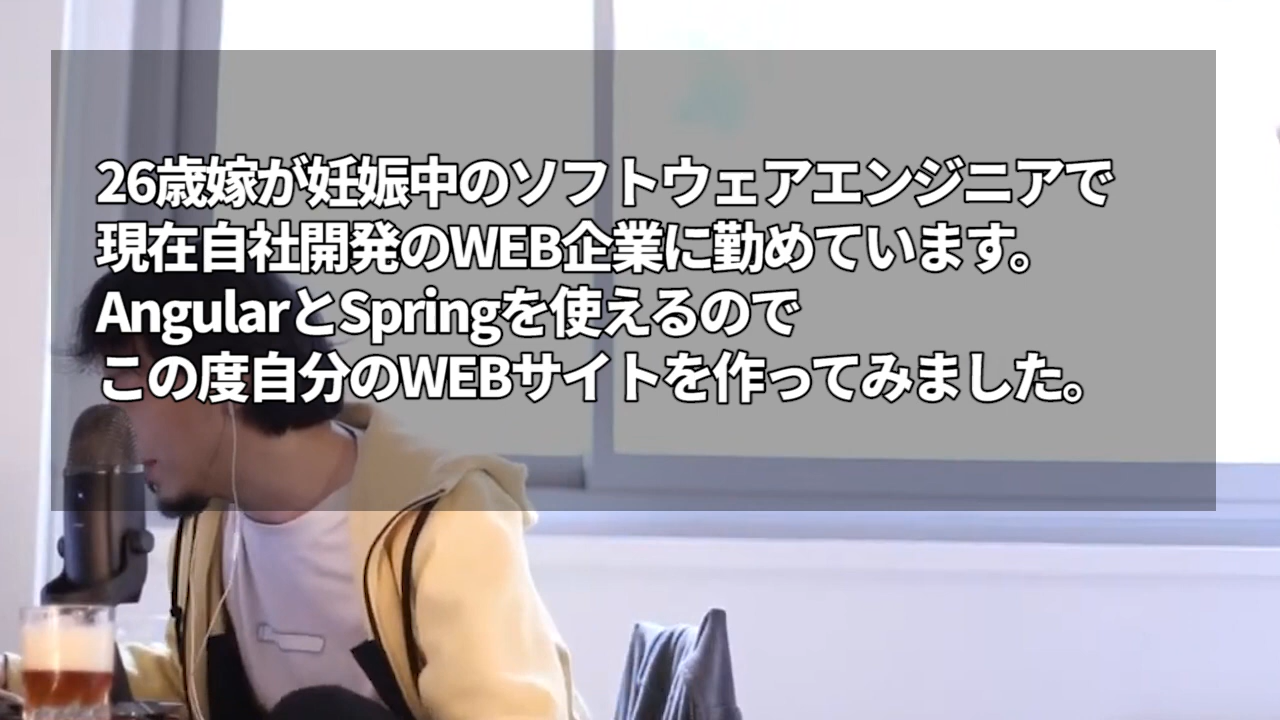 26歳嫁が妊娠中のソフトウェアエンジニアで
現在自社開発のWEB企業に勤めています。
AngularとSpringを使えるので
この度自分のWEBサイトを作ってみました。